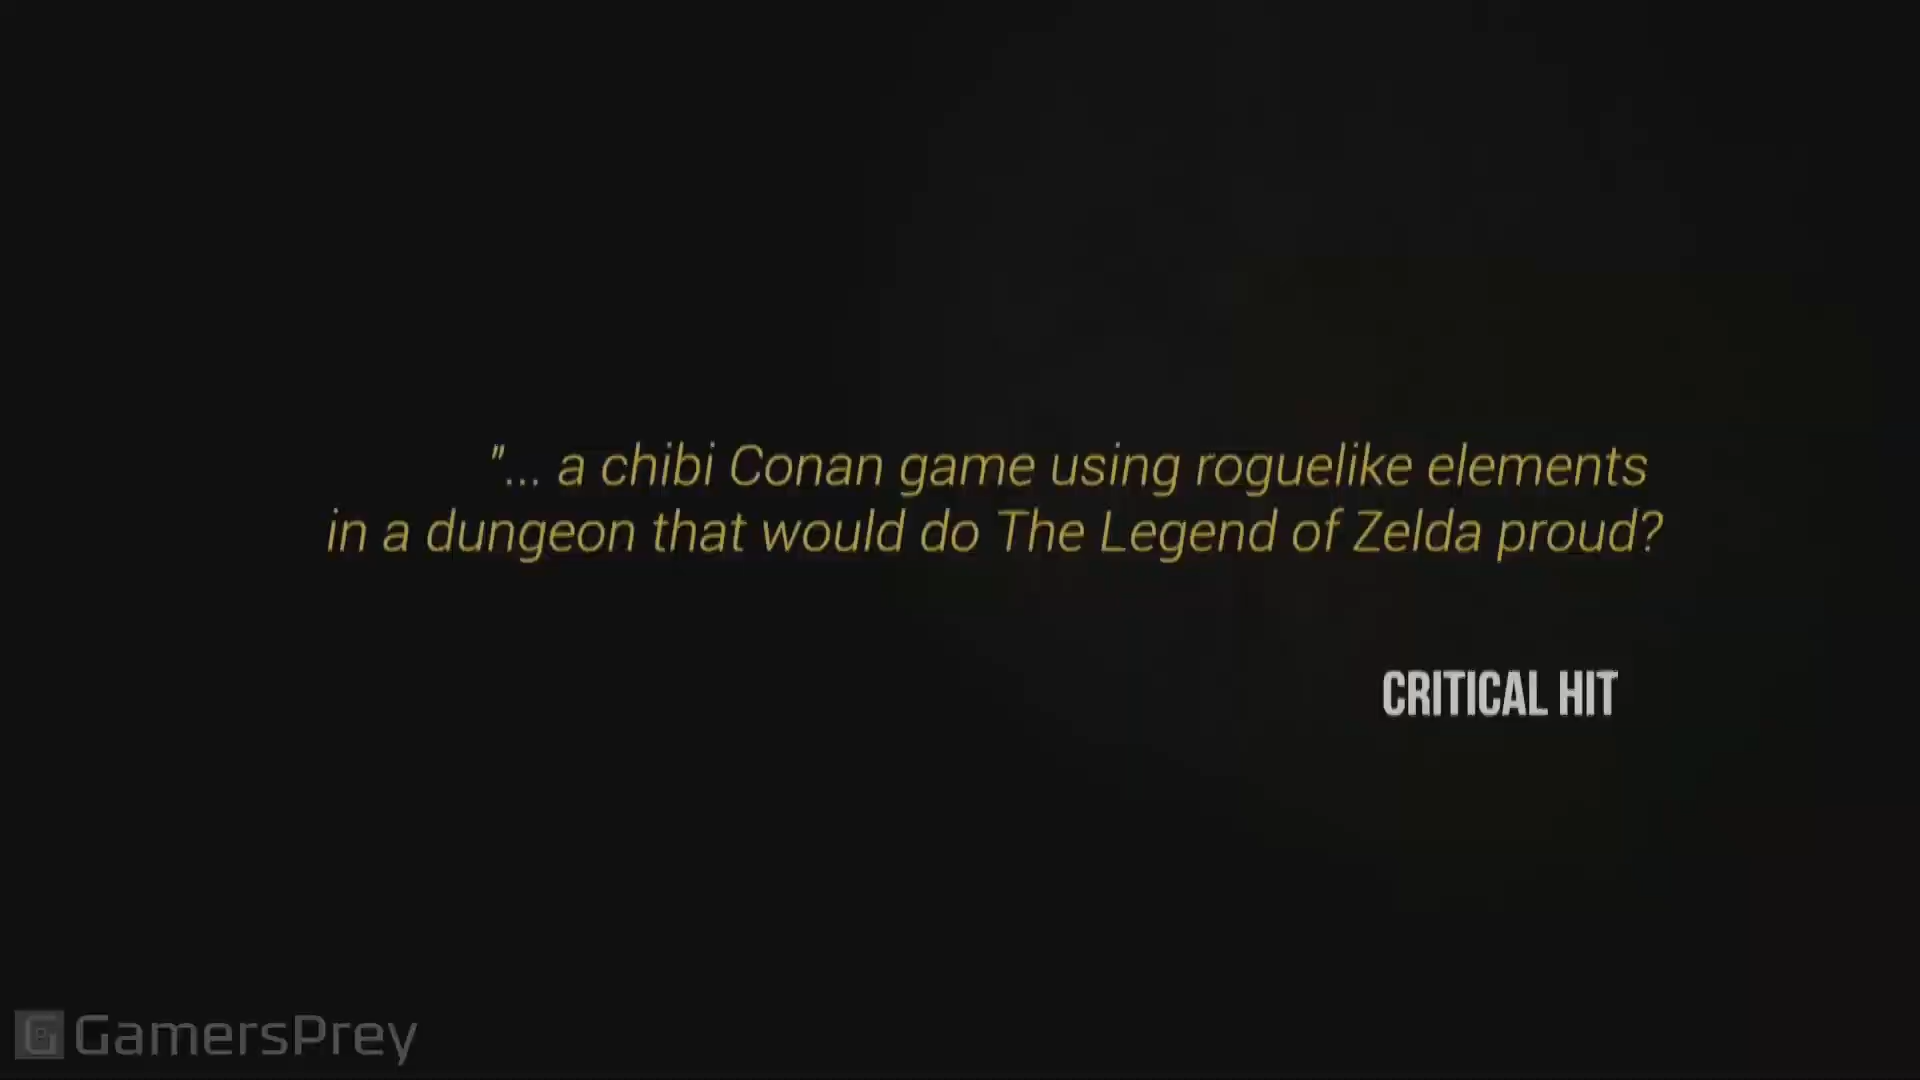 "... a chibi Conan game using roguelike elements
in a dungeon that would do The Legend of Zelda proud?
CRITICAL HIT
GamersPrey